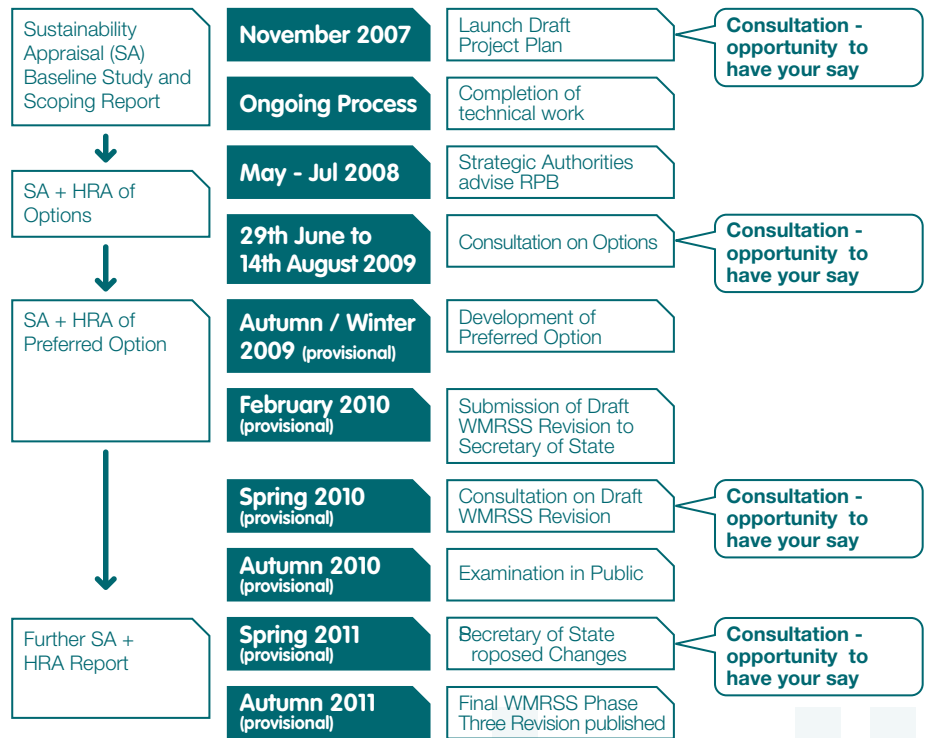 Sustainability
Appraisal (SA)
Baseline Study and
Scoping Report
November 2007
Launch Draft
Project Plan
Consultation -
opportunity to
have your say
Ongoing Process
Completion of
technical work
May - Jul 2008
Strategic Authorities
advise RPB
SA + HRA of
Options
29th June to
14th August 2009
Consultation on Options
Consultation -
opportunity to
have your say
SA + HRA of
Preferred Option
Autumn / Winter
2009 (provisional)
Development of
Preferred Option
February 2010
(provisional)
Submission of Draft
WMRSS Revision to
Secretary of State
Spring 2010
(provisional)
Consultation on Draft
WMRSS Revision
Consultation -
opportunity to
have your say
Autumn 2010
(provisional)
Examination in Public
Further SA +
HRA Report
Spring 2011
(provisional)
Secretary of State
roposed Changes
Consultation -
opportunity to
have your say
Autumn 2011
(provisional)
Final WMRSS Phase
Three Revision published